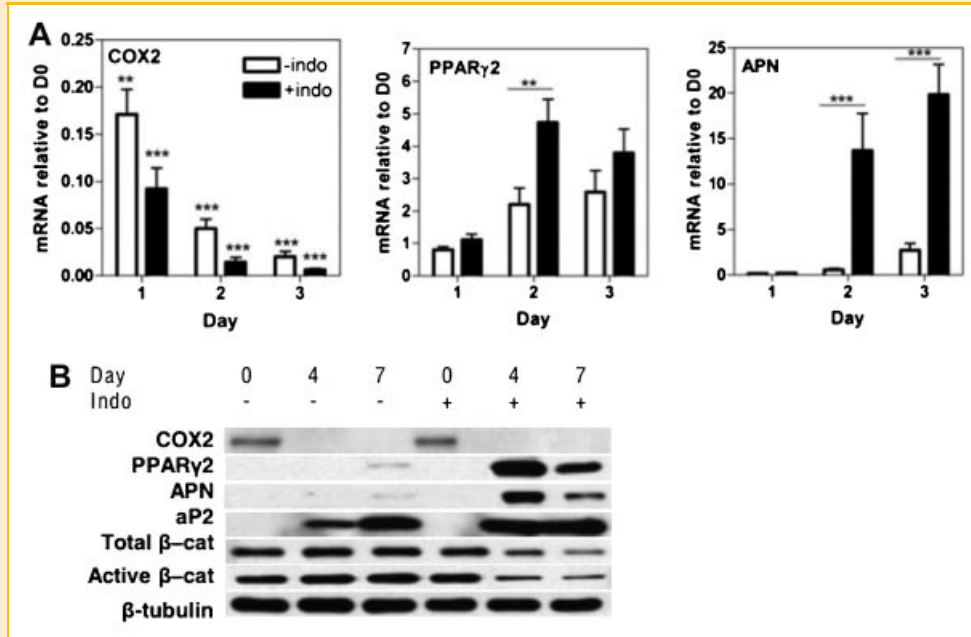 A
COX2
-indo
+indo
mRNA relative to D0
0.25
0.20
0.15
0.10
0.05
0.00
**
***
***
***
***
***
1 2 3
Day
PPARγ2
mRNA relative to D0
7
6
5
4
3
2
1
0
**
1 2 3
Day
APN
mRNA relative to D0
25
20
15
10
5
0
***
***
1 2 3
Day
B
Day 0 4 7 0 4 7
Indo - - - + + +
COX2
PPARγ2
APN
aP2
Total β–cat
Active β–cat
β-tubulin